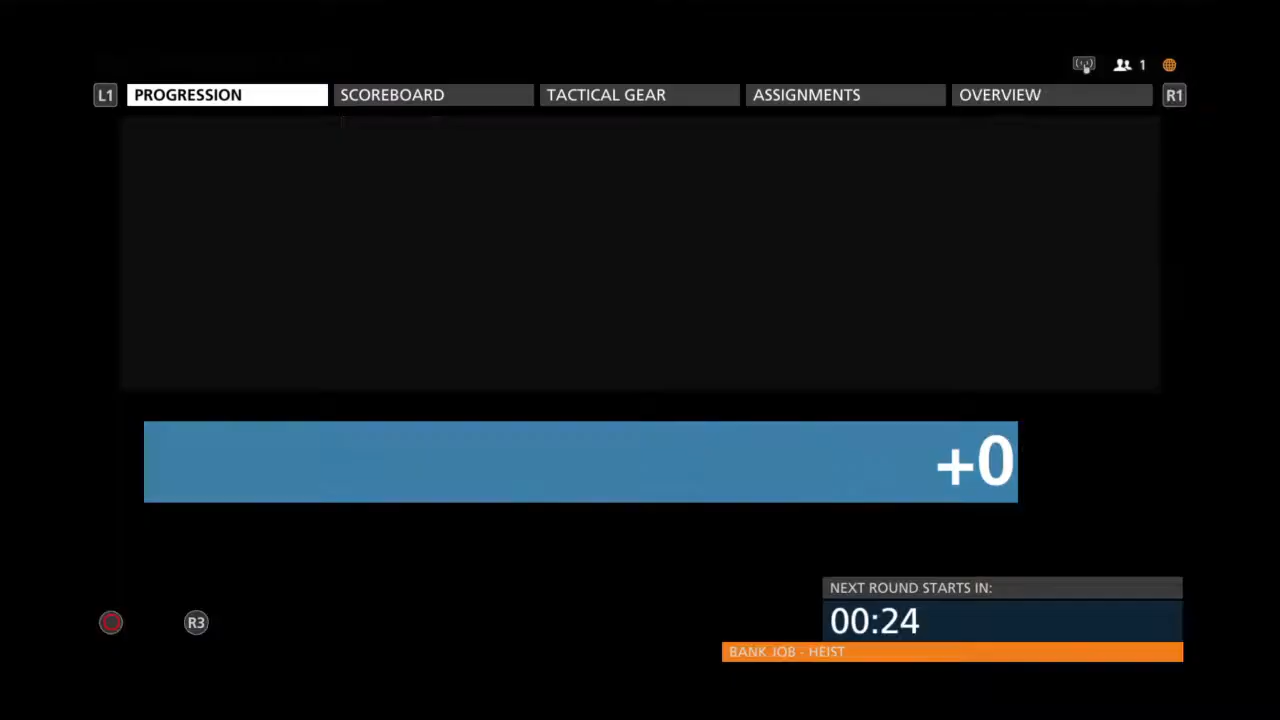 1
L1 PROGRESSION SCOREBOARD TACTICAL GEAR ASSIGNMENTS OVERVIEW R1
+0
NEXT ROUND STARTS IN:
00:24
R3
BANK JOB - HEIST